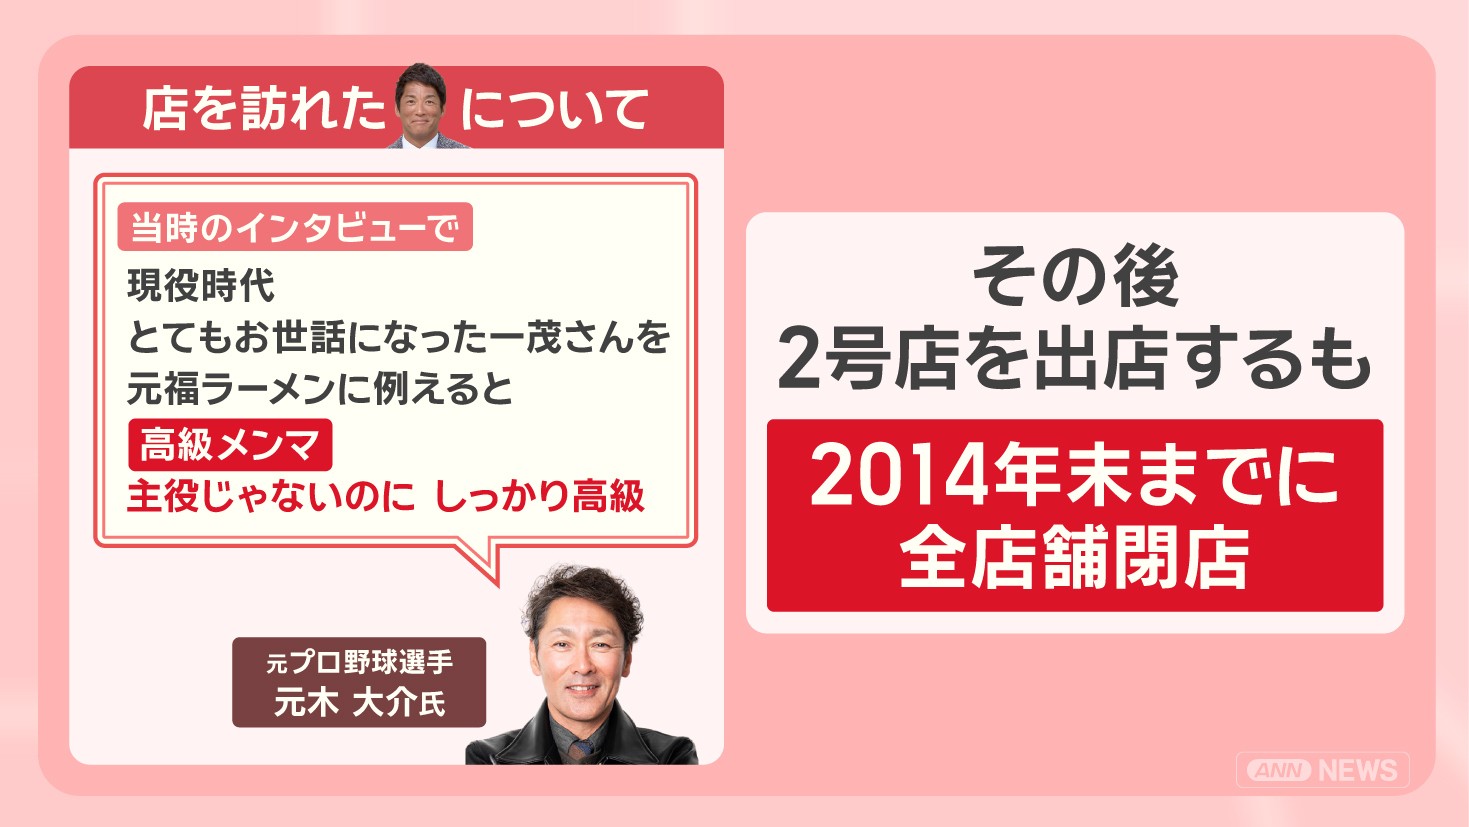 店を訪れた について
当時のインタビューで
現役時代
とてもお世話になった一茂さんを
元福ラーメンに例えると
高級メンマ
主役じゃないのに しっかり高級
元プロ野球選手
元木 大介氏
その後
2号店を出店するも
2014年末までに
全店舗閉店
ANN NEWS